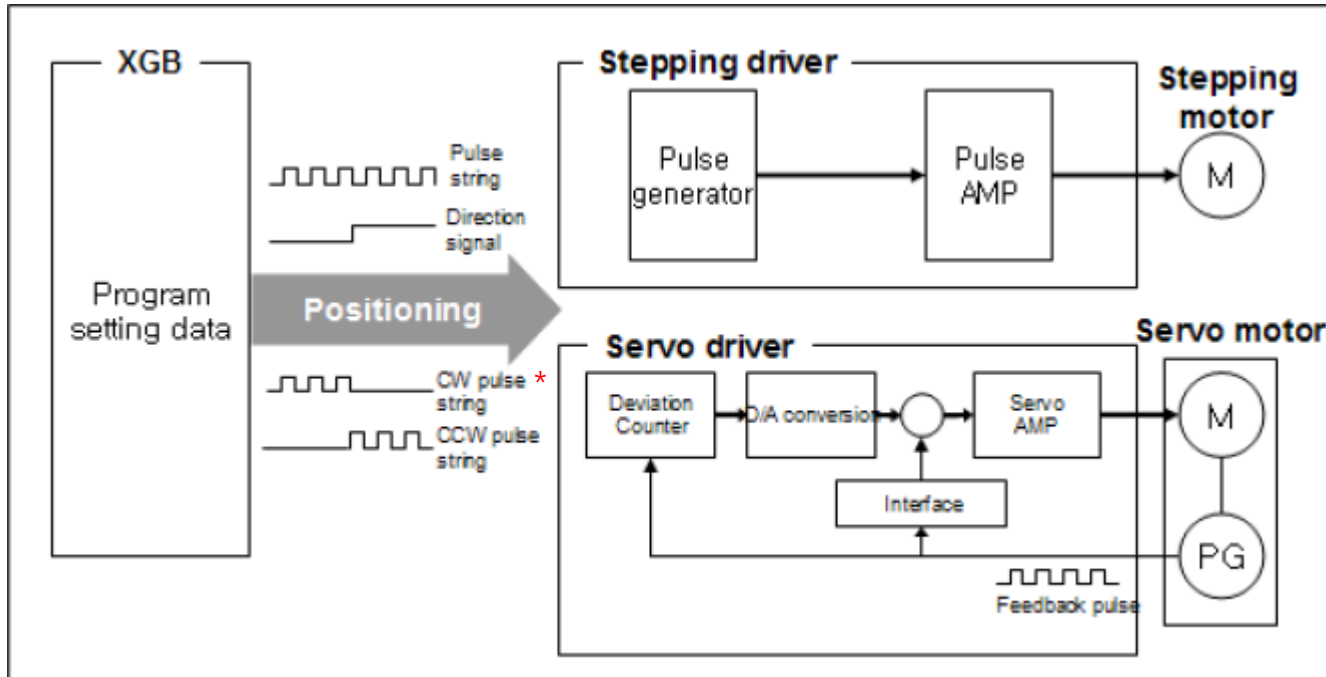 XGB
Program
setting data
Pulse
string
Direction
signal
Positioning
CW pulse *
string
CCW pulse
string
Stepping driver
Pulse
generator
Pulse
AMP
Stepping
motor
M
Servo driver
Deviation
Counter
D/A conversion
Servo
AMP
Interface
Feedback pulse
Servo motor
M
PG